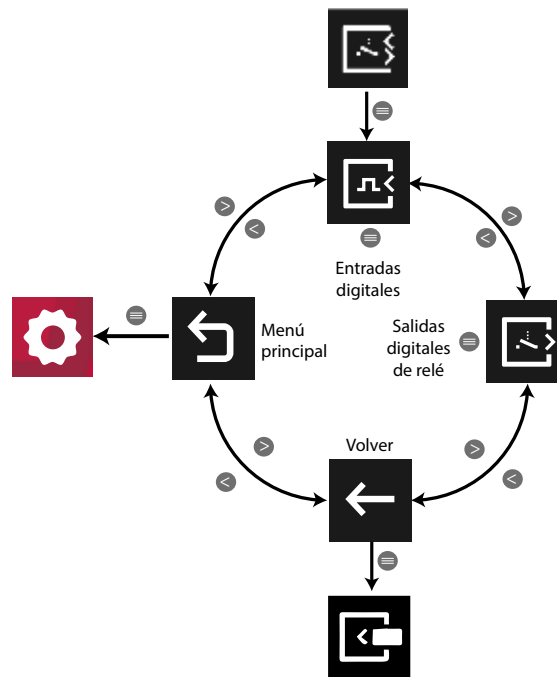 Entradas
digitales
Menú
principal
Salidas
digitales
de relé
Volver